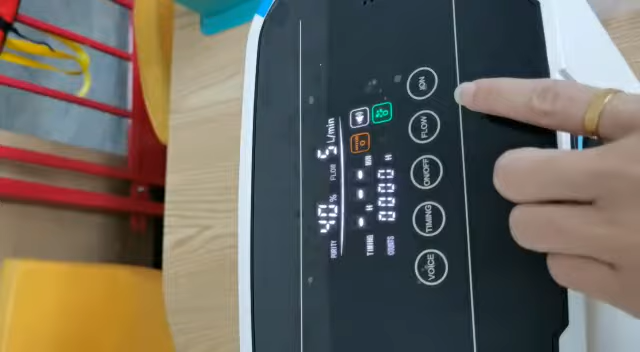 PURITY 40 % FLOW 5 L/min
TIMING - H - - MIN
COUNTS 0000 H
VOICE TIMING ON/OFF FLOW ION